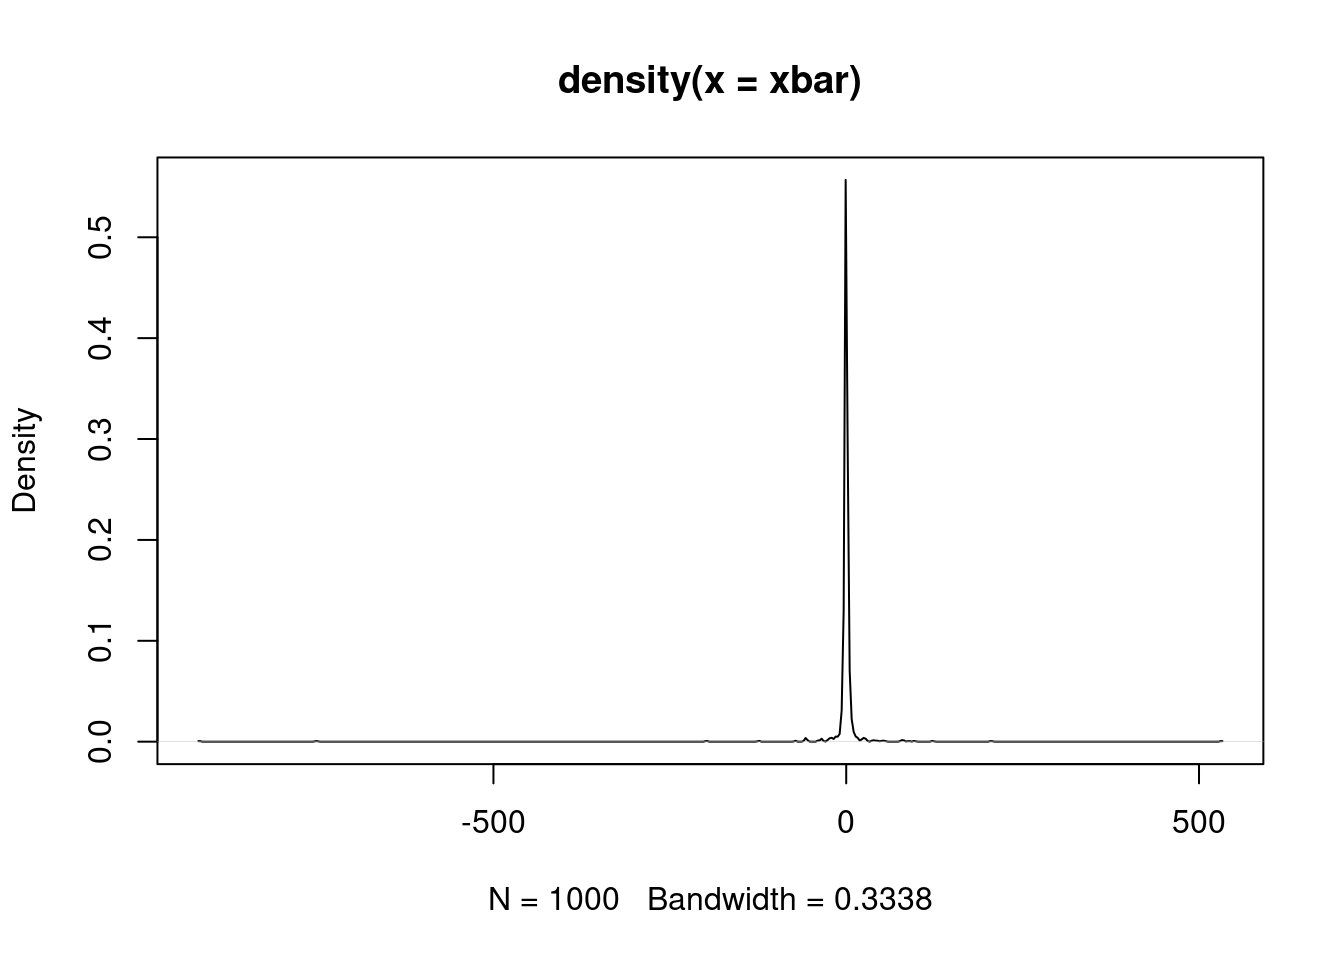 density(x = xbar)
Density
0.5
0.4
0.3
0.2
0.1
0.0
-500 0 500
N = 1000 Bandwidth = 0.3338